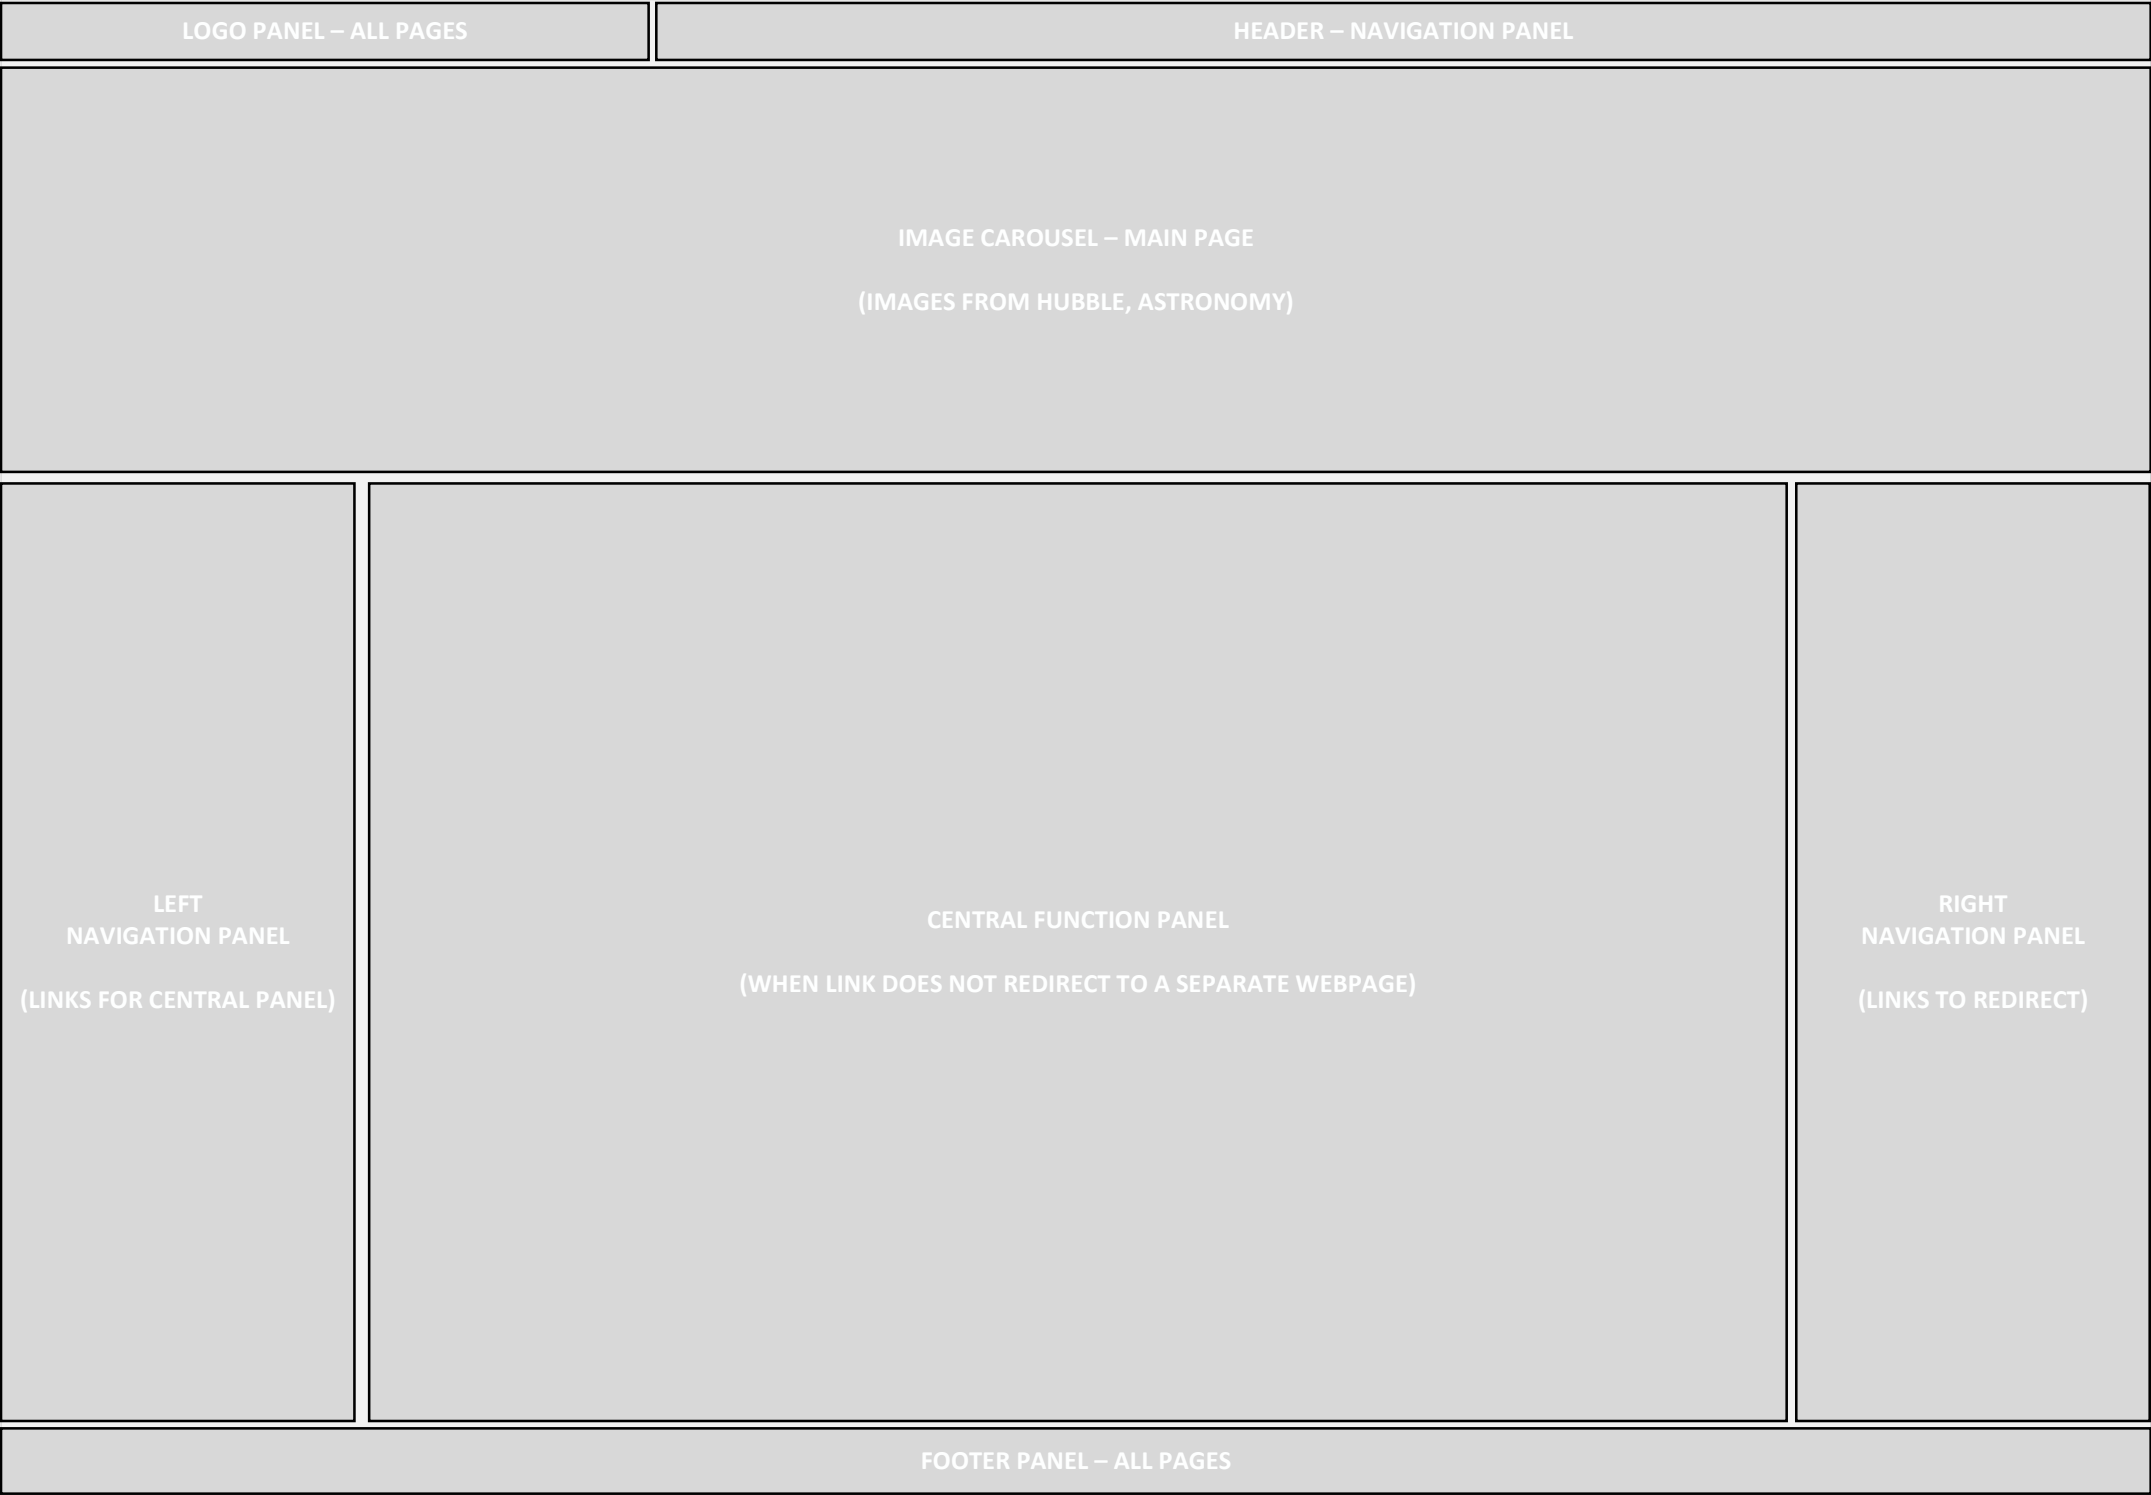 LOGO PANEL – ALL PAGES
HEADER – NAVIGATION PANEL
IMAGE CAROUSEL – MAIN PAGE
(IMAGES FROM HUBBLE, ASTRONOMY)
LEFT
NAVIGATION PANEL
(LINKS FOR CENTRAL PANEL)
CENTRAL FUNCTION PANEL
(WHEN LINK DOES NOT REDIRECT TO A SEPARATE WEBPAGE)
RIGHT
NAVIGATION PANEL
(LINKS TO REDIRECT)
FOOTER PANEL – ALL PAGES